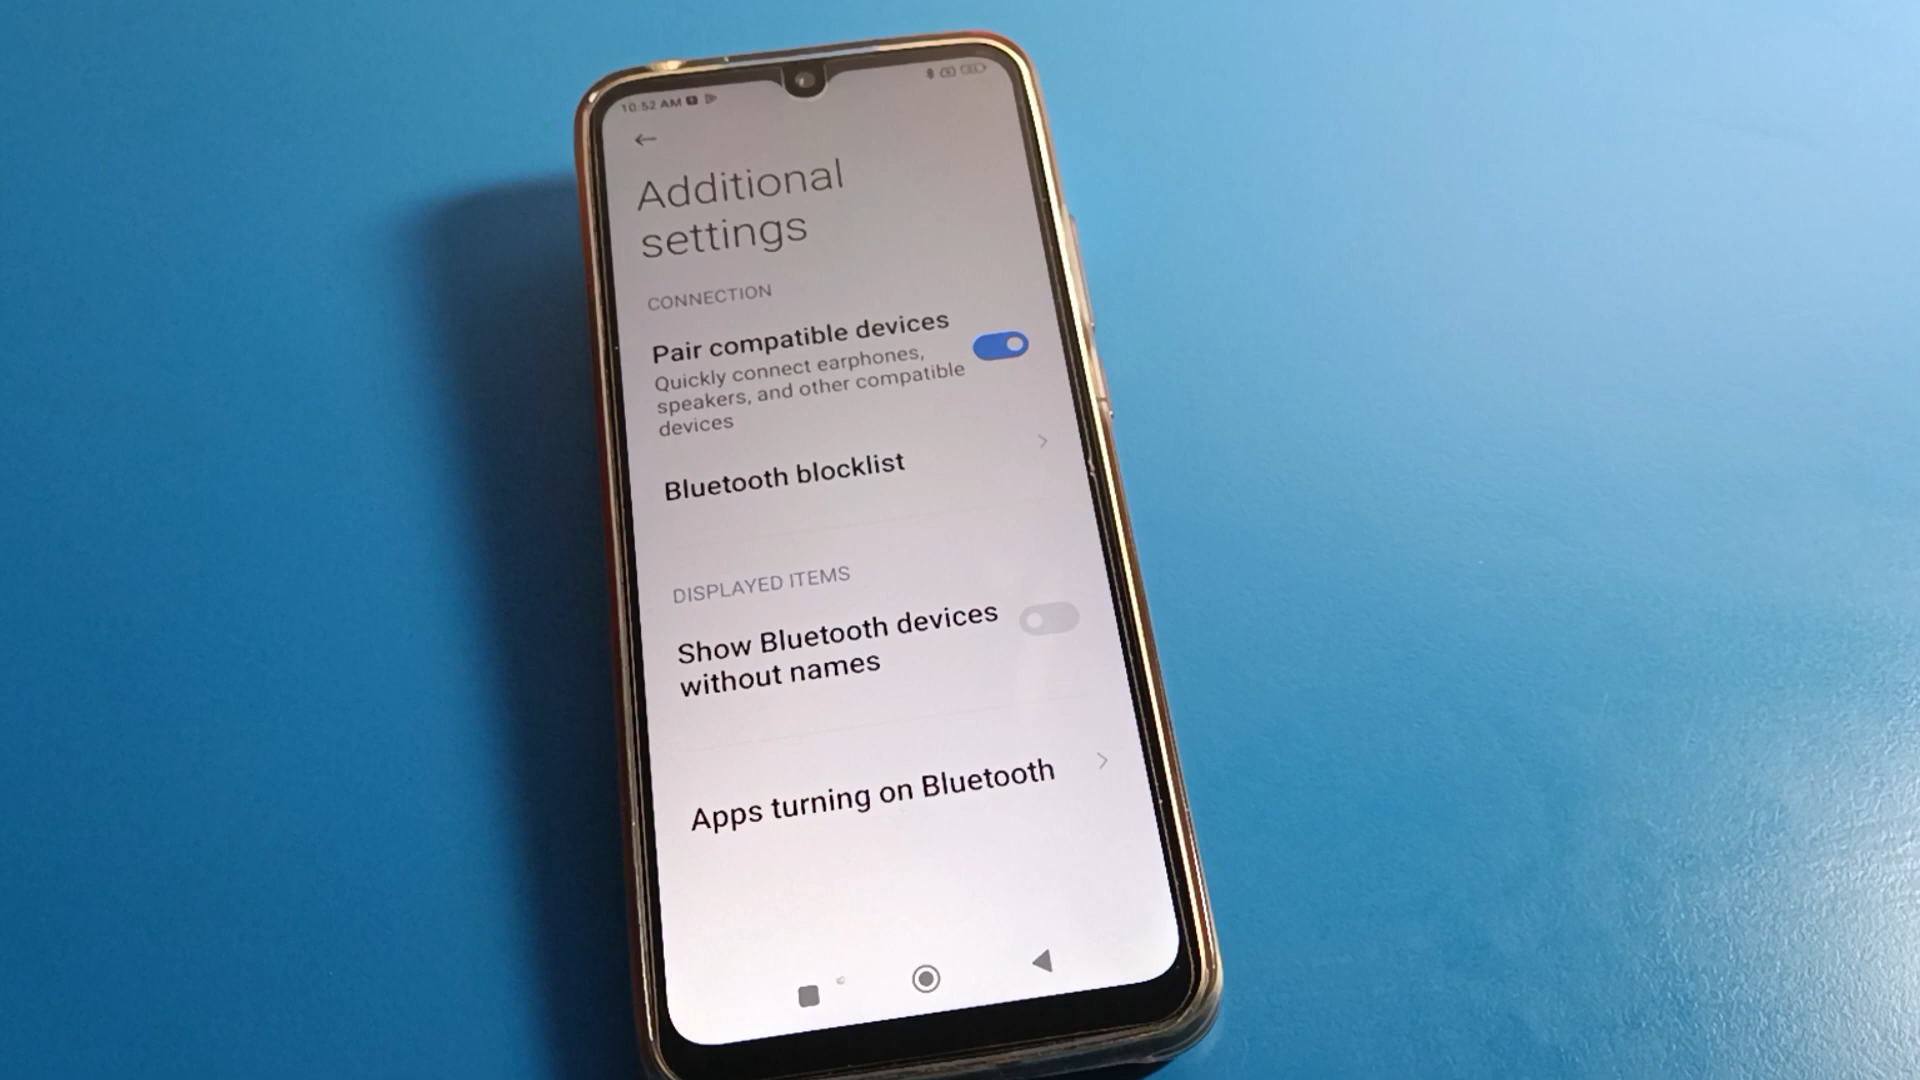 10:52 AM
Additional
settings
CONNECTION
Pair compatible devices
Quickly connect earphones,
speakers, and other compatible
devices
Bluetooth blocklist
DISPLAYED ITEMS
Show Bluetooth devices
without names
Apps turning on Bluetooth